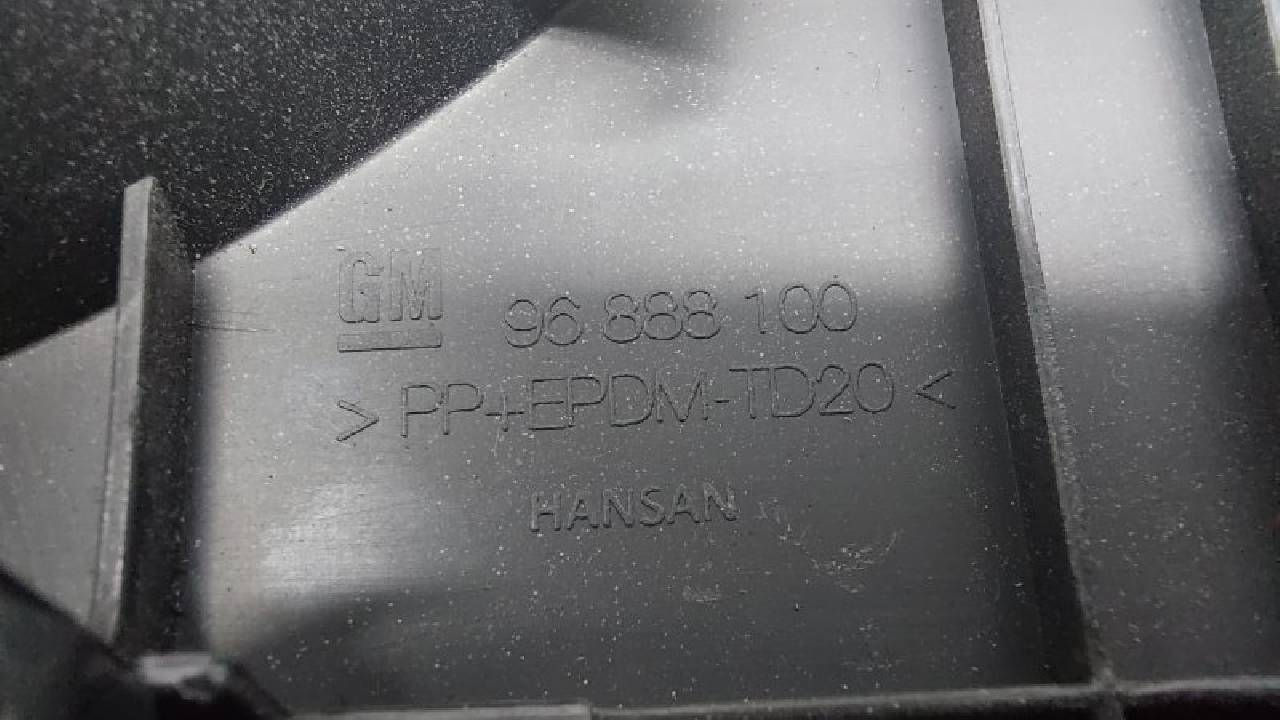 GM 96 888 100
> PP+EPDM-TD20 <
HANSAN